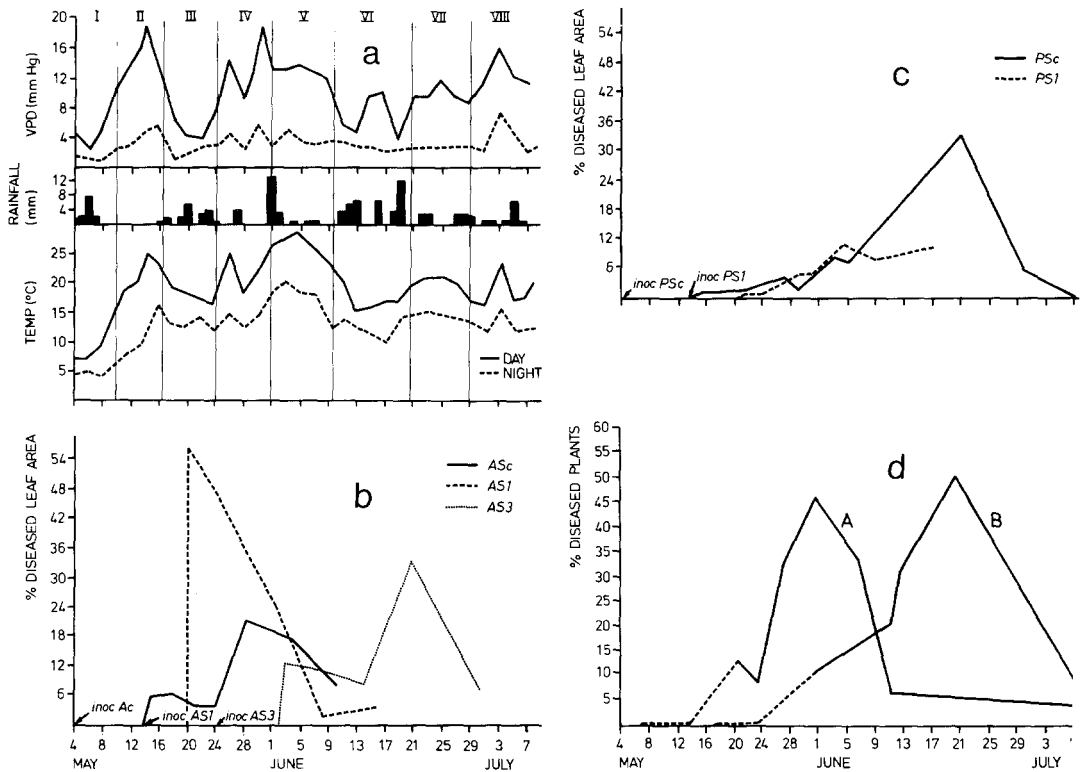 I II III IV V VI VII VIII
a
VPD (mm Hg)
20
16
12
8
4
RAINFALL (mm)
12
8
4
TEMP (°C)
25
20
15
10
5
DAY
NIGHT
% DISEASED LEAF AREA
54
48
42
36
30
24
18
12
6
b
ASc
AS1
AS3
inoc Ac
inoc AS1
inoc AS3
4 8 12 16 20 24 28 1 5 9 13 17 21 25 29 3 7
MAY JUNE JULY
% DISEASED LEAF AREA
54
48
42
36
30
24
18
12
6
c
PSc
PS1
inoc PSc
inoc PS1
% DISEASED PLANTS
60
55
50
45
40
35
30
25
20
15
10
5
d
A
B
4 8 12 16 20 24 28 1 5 9 13 17 21 25 29 3
MAY JUNE JULY